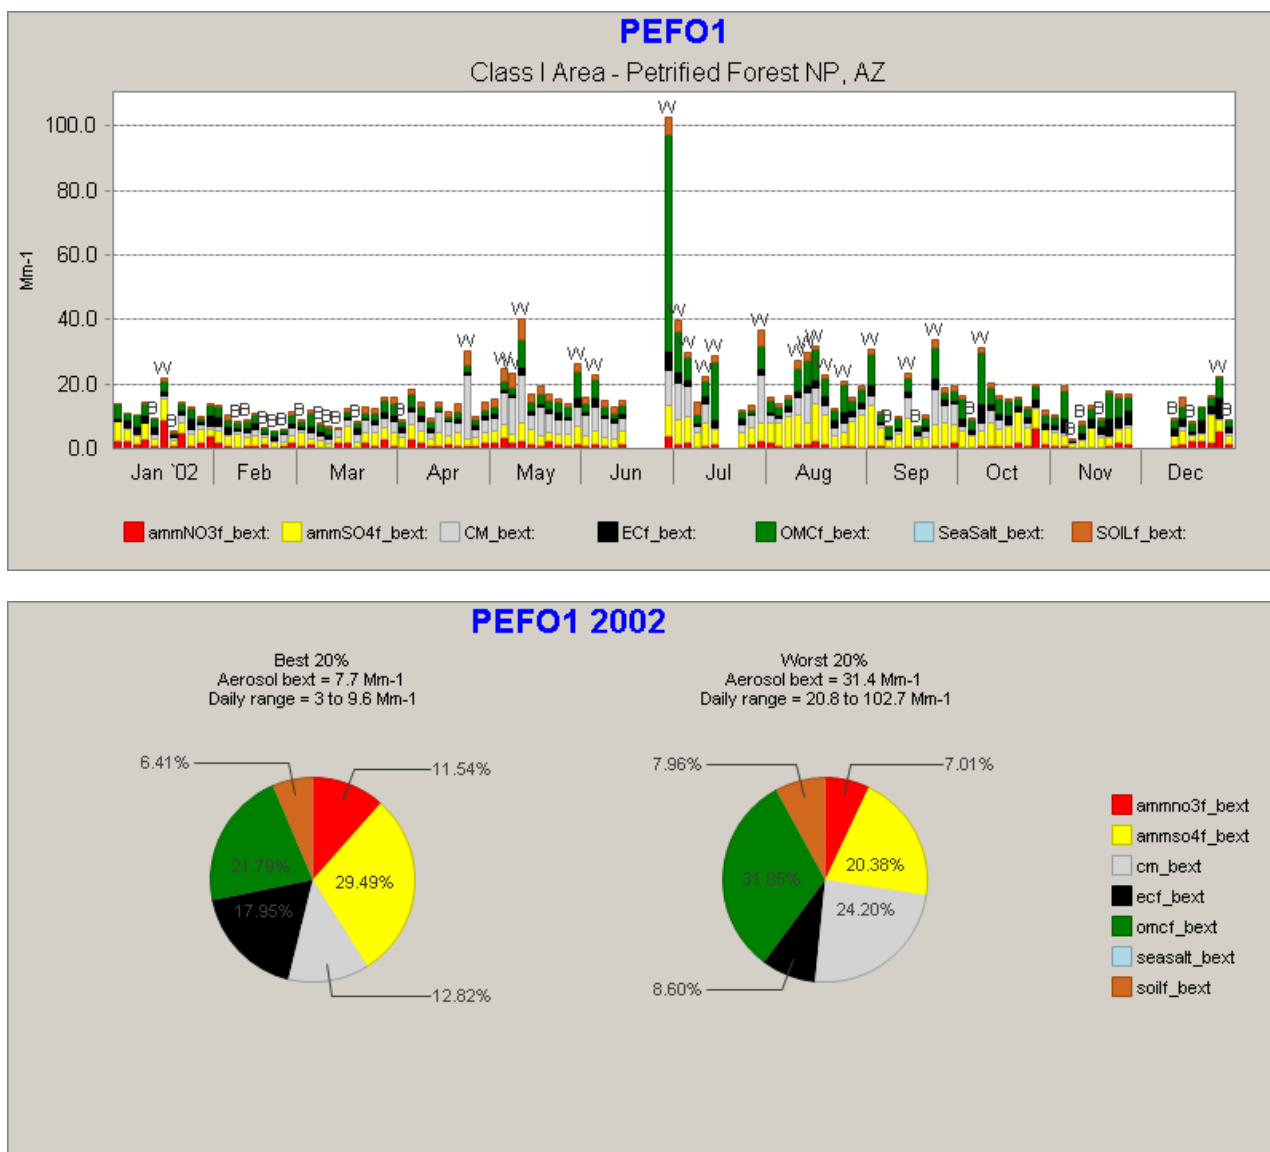 PEFO1
Class I Area - Petrified Forest NP, AZ
100.0
80.0
60.0
40.0
20.0
0.0
Mm-1
Jan '02 Feb Mar Apr May Jun Jul Aug Sep Oct Nov Dec
ammNO3f_bext: ammSO4f_bext: CM_bext: ECf_bext: OMCf_bext: SeaSalt_bext: SOILf_bext:
PEFO1 2002
Best 20%
Aerosol bext = 7.7 Mm-1
Daily range = 3 to 9.6 Mm-1
Worst 20%
Aerosol bext = 31.4 Mm-1
Daily range = 20.8 to 102.7 Mm-1
6.41%
11.54%
21.79%
29.49%
17.95%
12.82%
7.96%
7.01%
31.85%
20.38%
24.20%
8.60%
ammno3f_bext
ammso4f_bext
cm_bext
ecf_bext
omcf_bext
seasalt_bext
soilf_bext